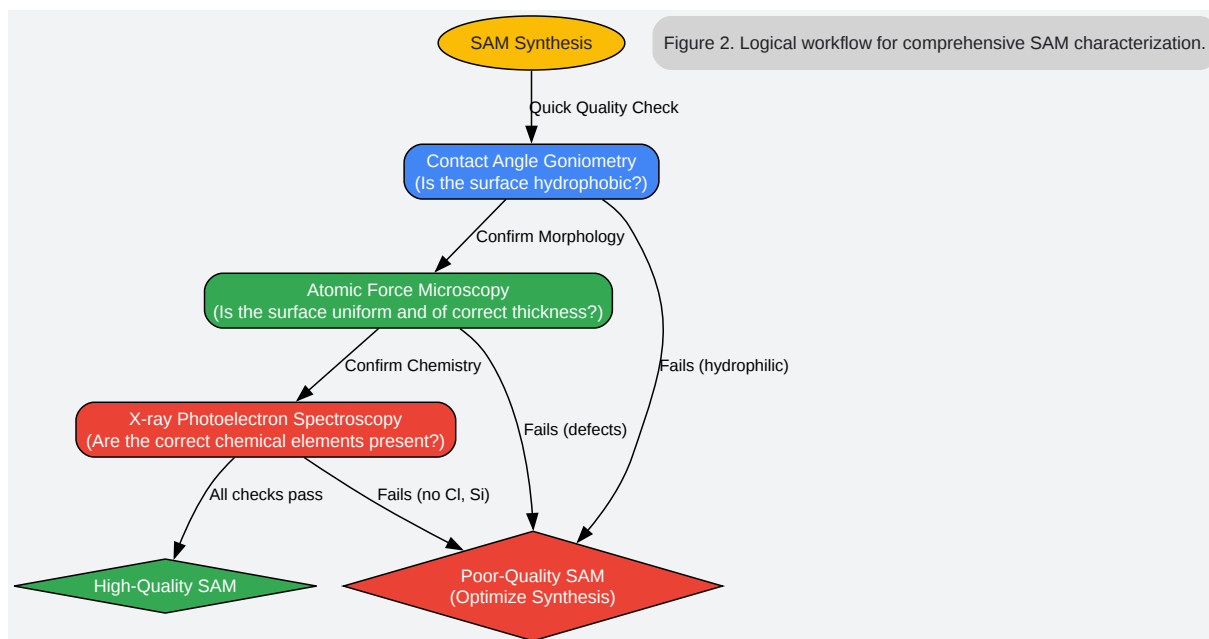 SAM Synthesis
Figure 2. Logical workflow for comprehensive SAM characterization.
Quick Quality Check
Contact Angle Goniometry
(Is the surface hydrophobic?)
Confirm Morphology
Atomic Force Microscopy
(Is the surface uniform and of correct thickness?)
Confirm Chemistry
Fails (hydrophilic)
X-ray Photoelectron Spectroscopy
(Are the correct chemical elements present?)
Fails (defects)
All checks pass
Fails (no Cl, Si)
High-Quality SAM
Poor-Quality SAM
(Optimize Synthesis)